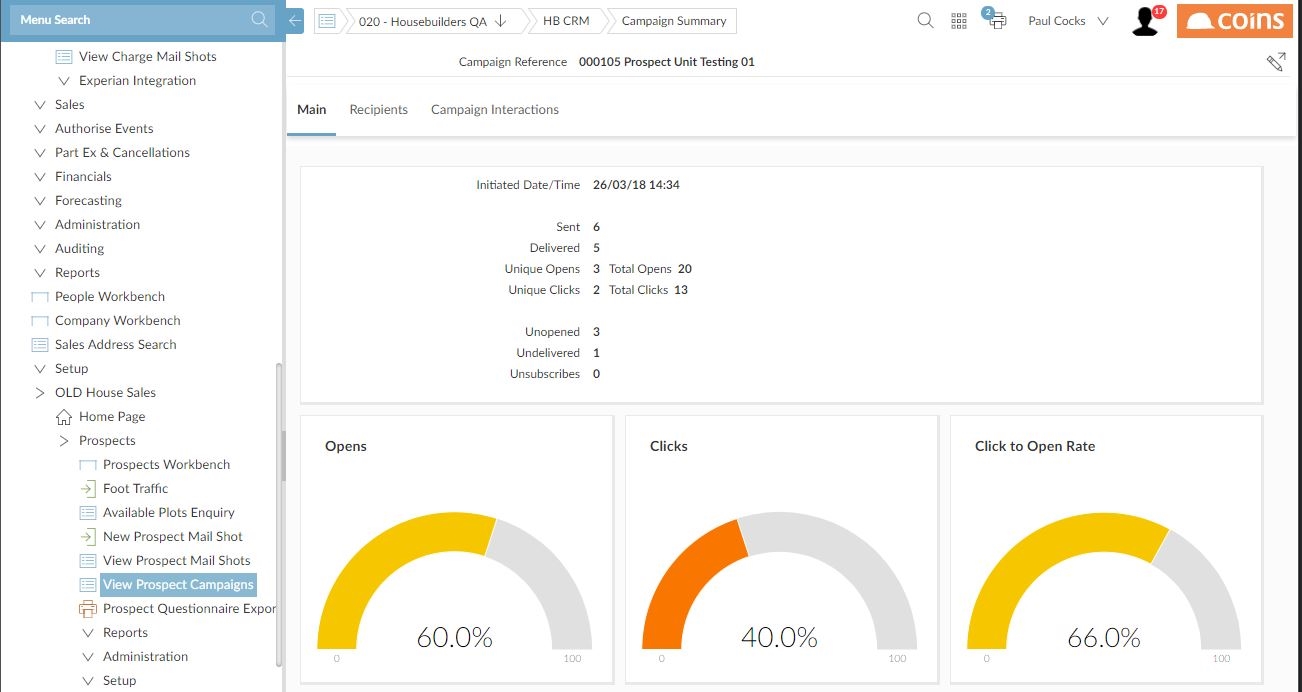 Menu Search
020 - Housebuilders QA
HB CRM
Campaign Summary
2
Paul Cocks
17
COINS
View Charge Mail Shots
Experian Integration
Sales
Authorise Events
Part Ex & Cancellations
Financials
Forecasting
Administration
Auditing
Reports
People Workbench
Company Workbench
Sales Address Search
Setup
OLD House Sales
Home Page
Prospects
Prospects Workbench
Foot Traffic
Available Plots Enquiry
New Prospect Mail Shot
View Prospect Mail Shots
View Prospect Campaigns
Prospect Questionnaire Expor
Reports
Administration
Setup
Campaign Reference 000105 Prospect Unit Testing 01
Main Recipients Campaign Interactions
Initiated Date/Time 26/03/18 14:34
Sent 6
Delivered 5
Unique Opens 3 Total Opens 20
Unique Clicks 2 Total Clicks 13
Unopened 3
Undelivered 1
Unsubscribes 0
Opens
60.0%
0 100
Clicks
40.0%
0 100
Click to Open Rate
66.0%
0 100